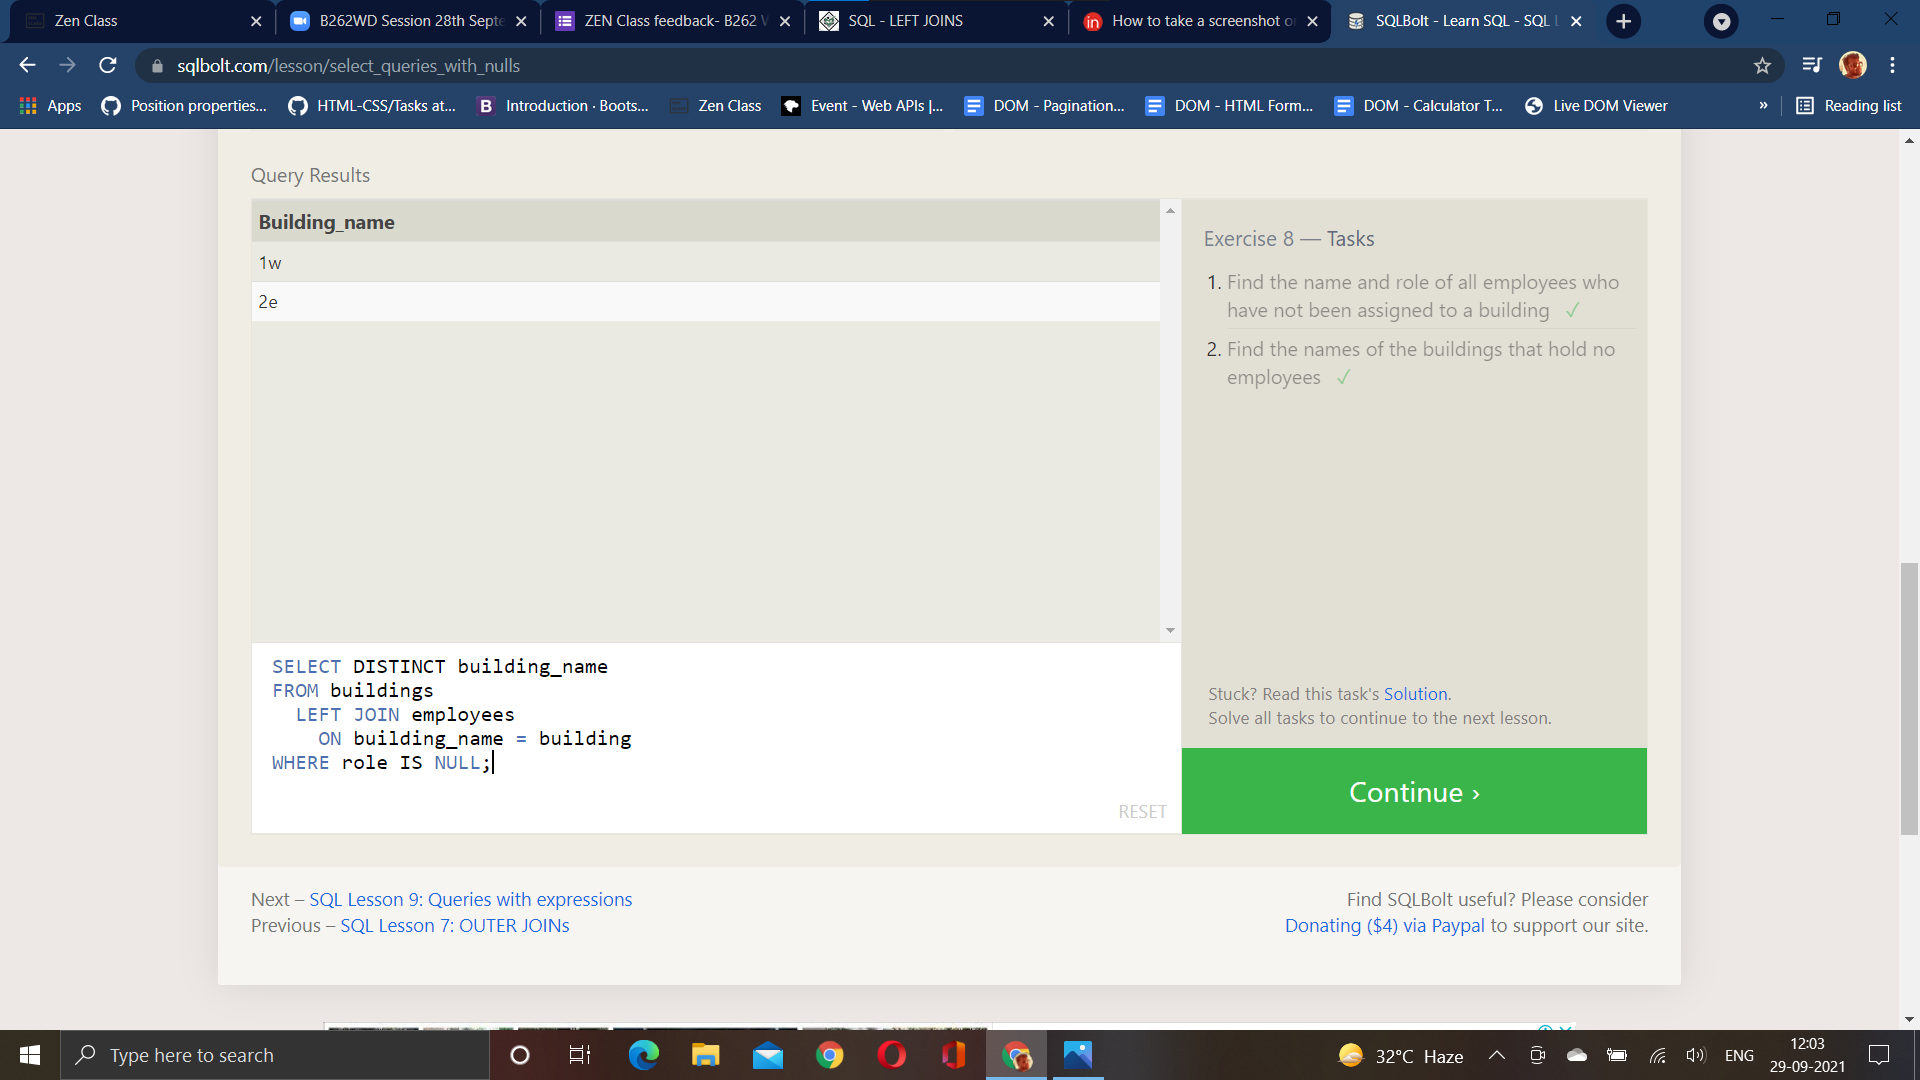 Zen Class
B262WD Session 28th Septe
ZEN Class feedback- B262 W
SQL - LEFT JOINS
How to take a screenshot o
SQLBolt - Learn SQL - SQL L
sqlbolt.com/lesson/select_queries_with_nulls
Apps
Position properties...
HTML-CSS/Tasks at...
Introduction · Boots...
Zen Class
Event - Web APIs |...
DOM - Pagination...
DOM - HTML Form...
DOM - Calculator T...
Live DOM Viewer
»
Reading list
Query Results
Building_name
1w
2e
Exercise 8 — Tasks
1. Find the name and role of all employees who
have not been assigned to a building ✓
2. Find the names of the buildings that hold no
employees ✓
SELECT DISTINCT building_name
FROM buildings
LEFT JOIN employees
ON building_name = building
WHERE role IS NULL;
RESET
Stuck? Read this task's Solution.
Solve all tasks to continue to the next lesson.
Continue ›
Next – SQL Lesson 9: Queries with expressions
Previous – SQL Lesson 7: OUTER JOINs
Find SQLBolt useful? Please consider
Donating ($4) via Paypal to support our site.
Type here to search
32°C Haze
ENG
12:03
29-09-2021